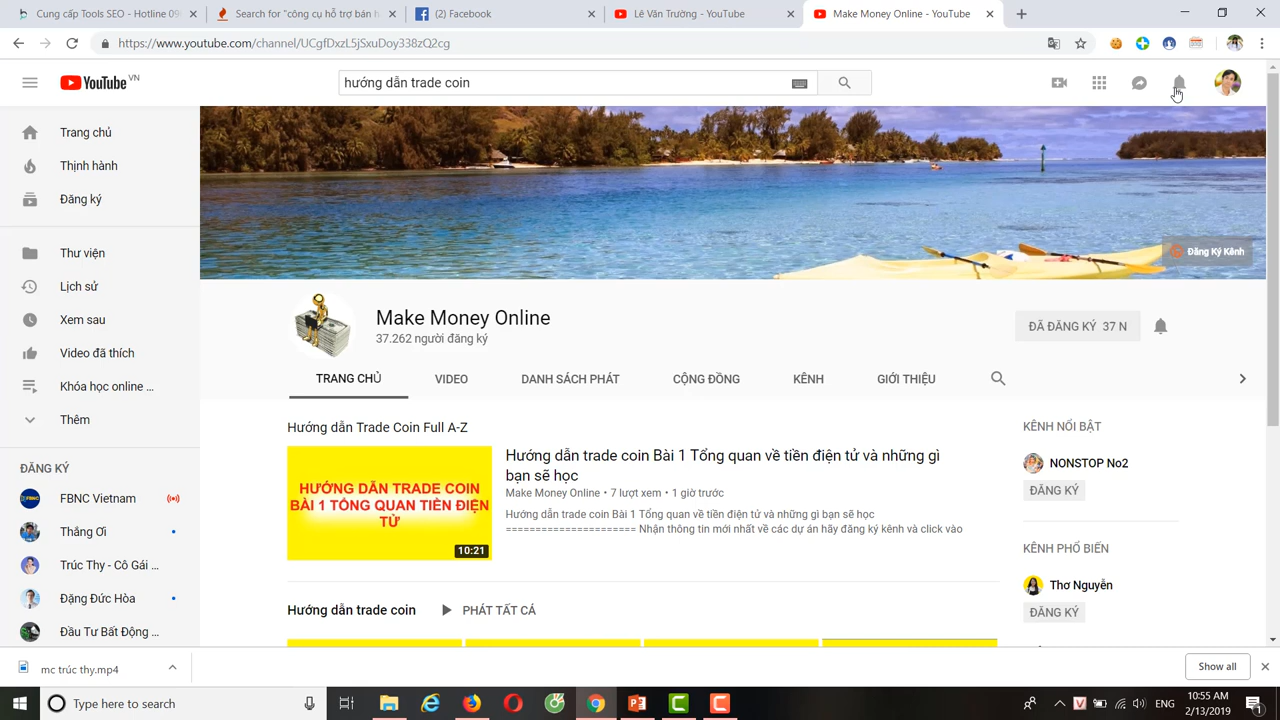 Cung cấp Tools SEO - Hotline 09
Search for "công cụ hỗ trợ bán h
(2) Facebook
Lê Văn Trường - YouTube
Make Money Online - YouTube
https://www.youtube.com/channel/UCgfDxzL5jSxuDoy338zQ2cg
YouTube VN
hướng dẫn trade coin
Trang chủ
Thịnh hành
Đăng ký
Thư viện
Lịch sử
Xem sau
Video đã thích
Khóa học online ...
Thêm
ĐĂNG KÝ
FBNC Vietnam
Thắng Ơi
Trúc Thy - Cô Gái ...
Đặng Đức Hòa
Đầu Tư Bất Động ...
Đăng Ký Kênh
Make Money Online
37.262 người đăng ký
ĐÃ ĐĂNG KÝ 37 N
TRANG CHỦ
VIDEO
DANH SÁCH PHÁT
CỘNG ĐỒNG
KÊNH
GIỚI THIỆU
Hướng dẫn Trade Coin Full A-Z
HƯỚNG DẪN TRADE COIN
BÀI 1 TỔNG QUAN TIỀN ĐIỆN
TỬ
10:21
Hướng dẫn trade coin Bài 1 Tổng quan về tiền điện tử và những gì
bạn sẽ học
Make Money Online • 7 lượt xem • 1 giờ trước
Hướng dẫn trade coin Bài 1 Tổng quan về tiền điện tử và những gì bạn sẽ học
====================== Nhận thông tin mới nhất về các dự án hãy đăng ký kênh và click vào
Hướng dẫn trade coin
PHÁT TẤT CẢ
KÊNH NỔI BẬT
NONSTOP No2
ĐĂNG KÝ
KÊNH PHỔ BIẾN
Thơ Nguyễn
ĐĂNG KÝ
mc trúc thy.mp4
Show all
Type here to search
ENG
10:55 AM
2/13/2019